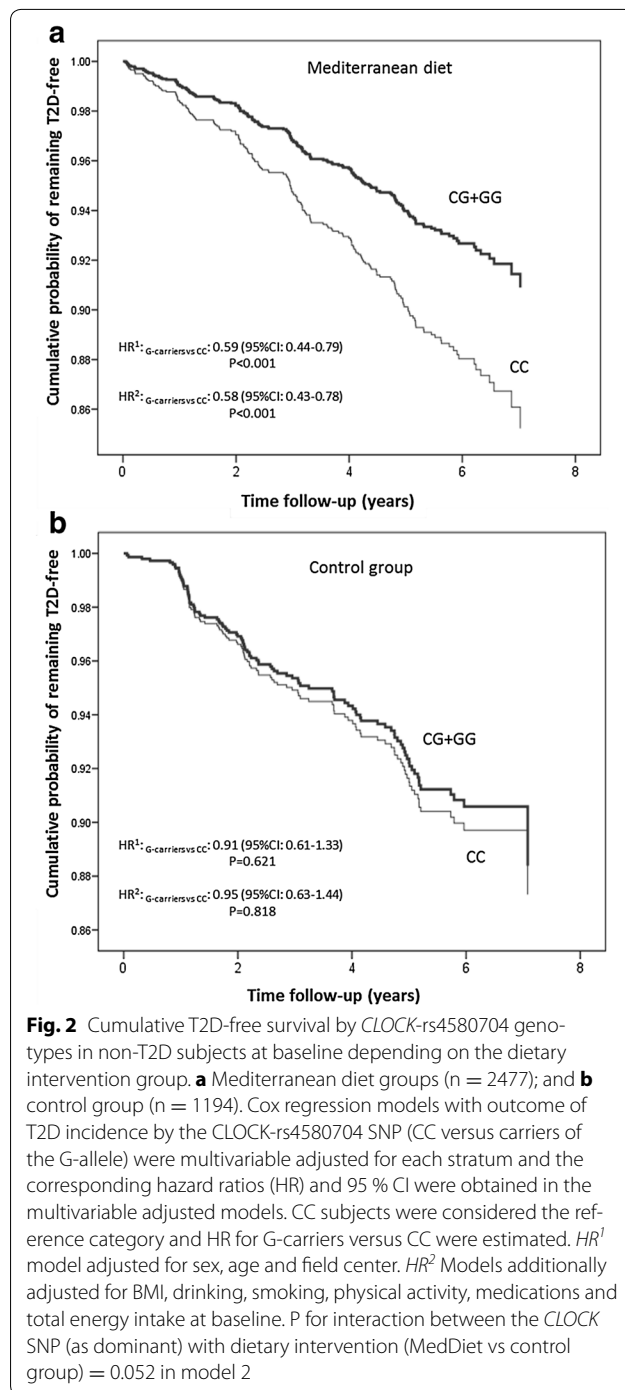 a
1.00
Mediterranean diet
0.98
0.96
0.94
CG+GG
0.92
0.90
0.88
CC
0.86
HR¹: G-carriers vs CC: 0.59 (95%CI: 0.44-0.79)
P<0.001
HR²: G-carriers vs CC: 0.58 (95%CI: 0.43-0.78)
P<0.001
Cumulative probability of remaining T2D-free
0 2 4 6 8
Time follow-up (years)
b
1.00
Control group
0.98
0.96
0.94
CG+GG
0.92
0.90
CC
0.88
0.86
HR¹: G-carriers vs CC: 0.91 (95%CI: 0.61-1.33)
P=0.621
HR²: G-carriers vs CC: 0.95 (95%CI: 0.63-1.44)
P=0.818
Cumulative probability of remaining T2D-free
0 2 4 6 8
Time follow-up (years)
Fig. 2 Cumulative T2D-free survival by CLOCK-rs4580704 geno-
types in non-T2D subjects at baseline depending on the dietary
intervention group. a Mediterranean diet groups (n = 2477); and b
control group (n = 1194). Cox regression models with outcome of
T2D incidence by the CLOCK-rs4580704 SNP (CC versus carriers of
the G-allele) were multivariable adjusted for each stratum and the
corresponding hazard ratios (HR) and 95 % CI were obtained in the
multivariable adjusted models. CC subjects were considered the ref-
erence category and HR for G-carriers versus CC were estimated. HR¹
model adjusted for sex, age and field center. HR² Models additionally
adjusted for BMI, drinking, smoking, physical activity, medications and
total energy intake at baseline. P for interaction between the CLOCK
SNP (as dominant) with dietary intervention (MedDiet vs control
group) = 0.052 in model 2